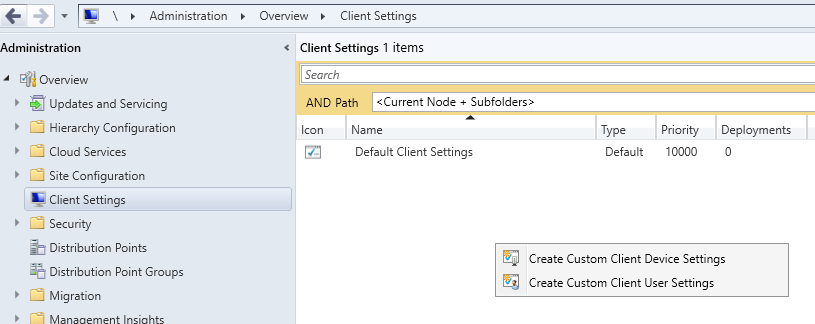 \ Administration Overview Client Settings
Administration
Overview
Updates and Servicing
Hierarchy Configuration
Cloud Services
Site Configuration
Client Settings
Security
Distribution Points
Distribution Point Groups
Migration
Management Insights
Client Settings 1 items
Search
AND Path <Current Node + Subfolders>
Icon Name Type Priority Deployments
Default Client Settings Default 10000 0
Create Custom Client Device Settings
Create Custom Client User Settings